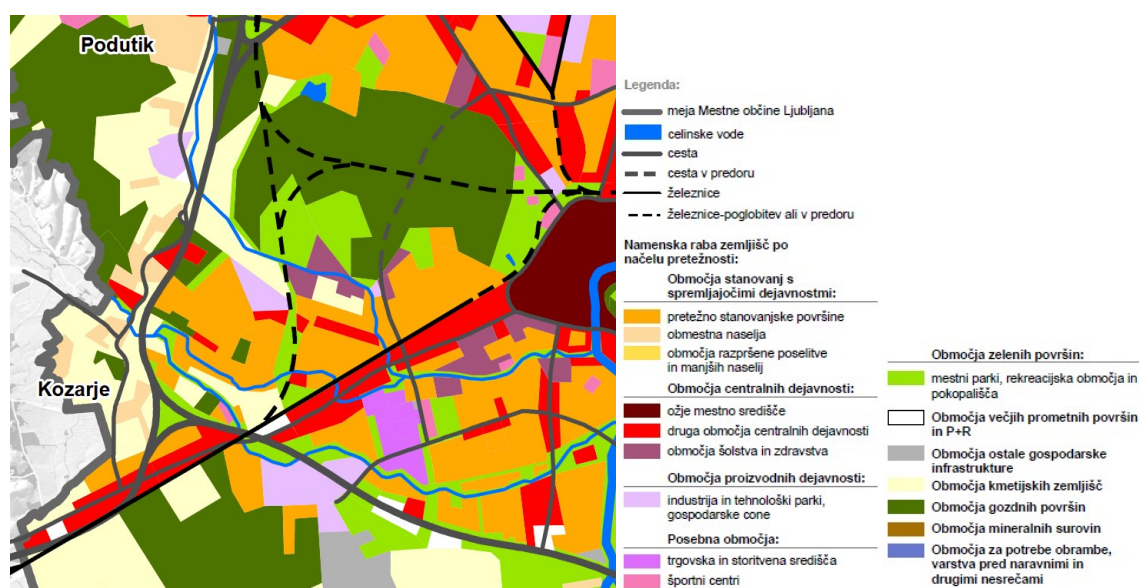 Podutik
Kozarje
Legenda:
meja Mestne občine Ljubljana
celinske vode
cesta
cesta v predoru
železnice
železnice-poglobitev ali v predoru
Namenska raba zemljišč po
načelu pretežnosti:
Območja stanovanj s
spremljajočimi dejavnostmi:
pretežno stanovanjske površine
obmestna naselja
območja razpršene poselitve
in manjših naselij
Območja centralnih dejavnosti:
ožje mestno središče
druga območja centralnih dejavnosti
območja šolstva in zdravstva
Območja proizvodnih dejavnosti:
industrija in tehnološki parki,
gospodarske cone
Posebna območja:
trgovska in storitvena središča
športni centri
Območja zelenih površin:
mestni parki, rekreacijska območja in
pokopališča
Območja večjih prometnih površin
in P+R
Območja ostale gospodarske
infrastrukture
Območja kmetijskih zemljišč
Območja gozdnih površin
Območja mineralnih surovin
Območja za potrebe obrambe,
varstva pred naravnimi in
drugimi nesrečami